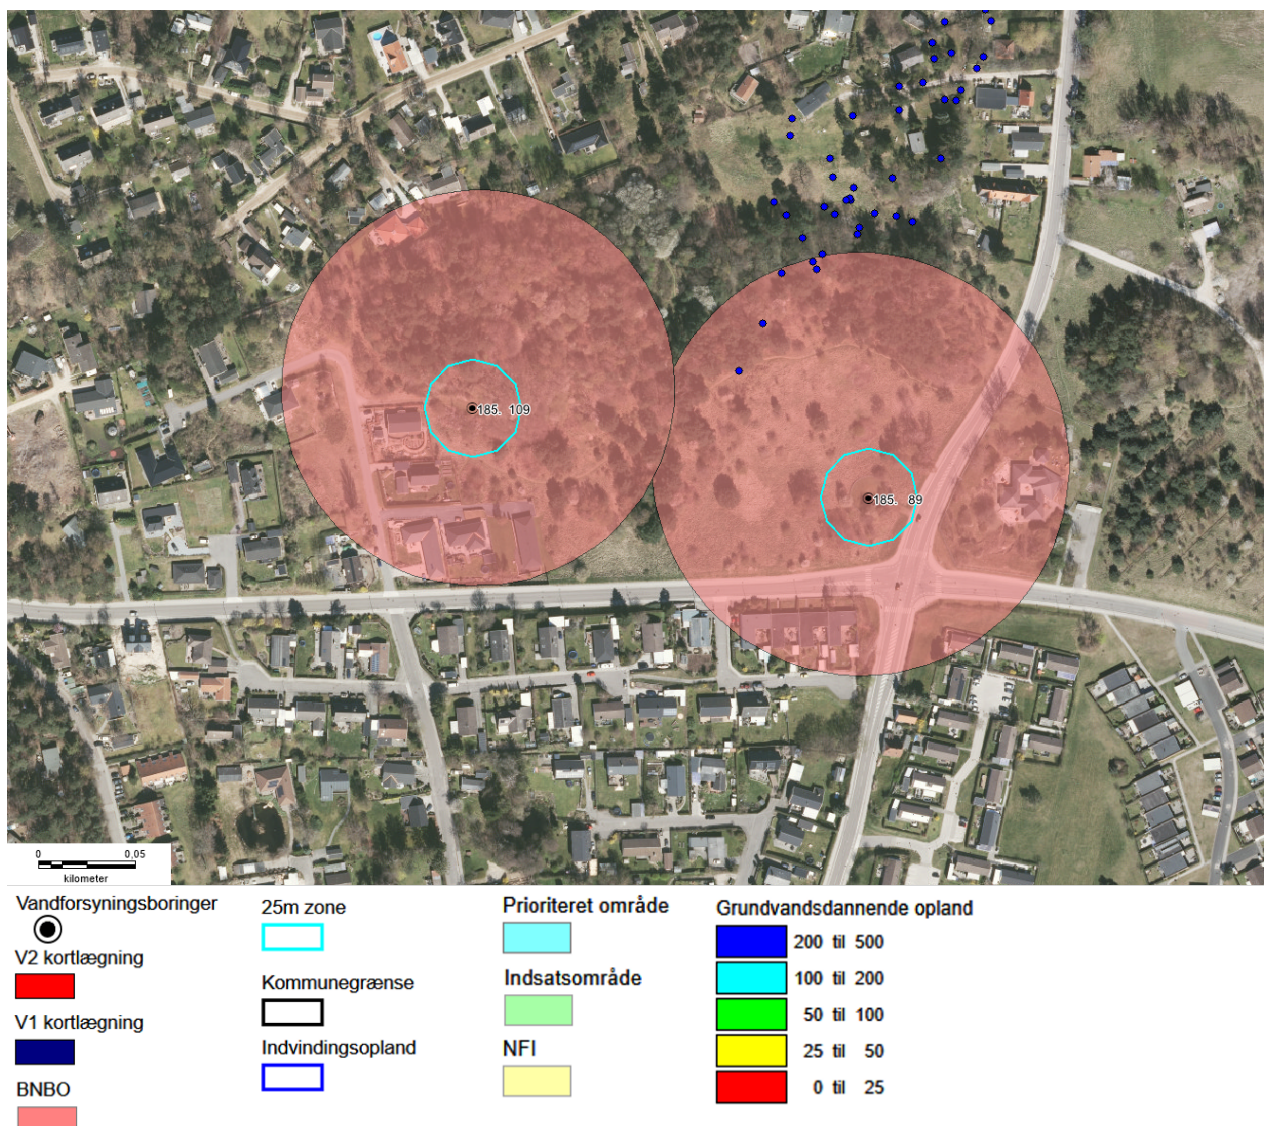 185. 109
185. 89
0 0,05
kilometer
Vandforsyningsboringer
V2 kortlægning
V1 kortlægning
BNBO
25m zone
Kommunegrænse
Indvindingsopland
Prioriteret område
Indsatsområde
NFI
Grundvandsdannende opland
200 til 500
100 til 200
50 til 100
25 til 50
0 til 25